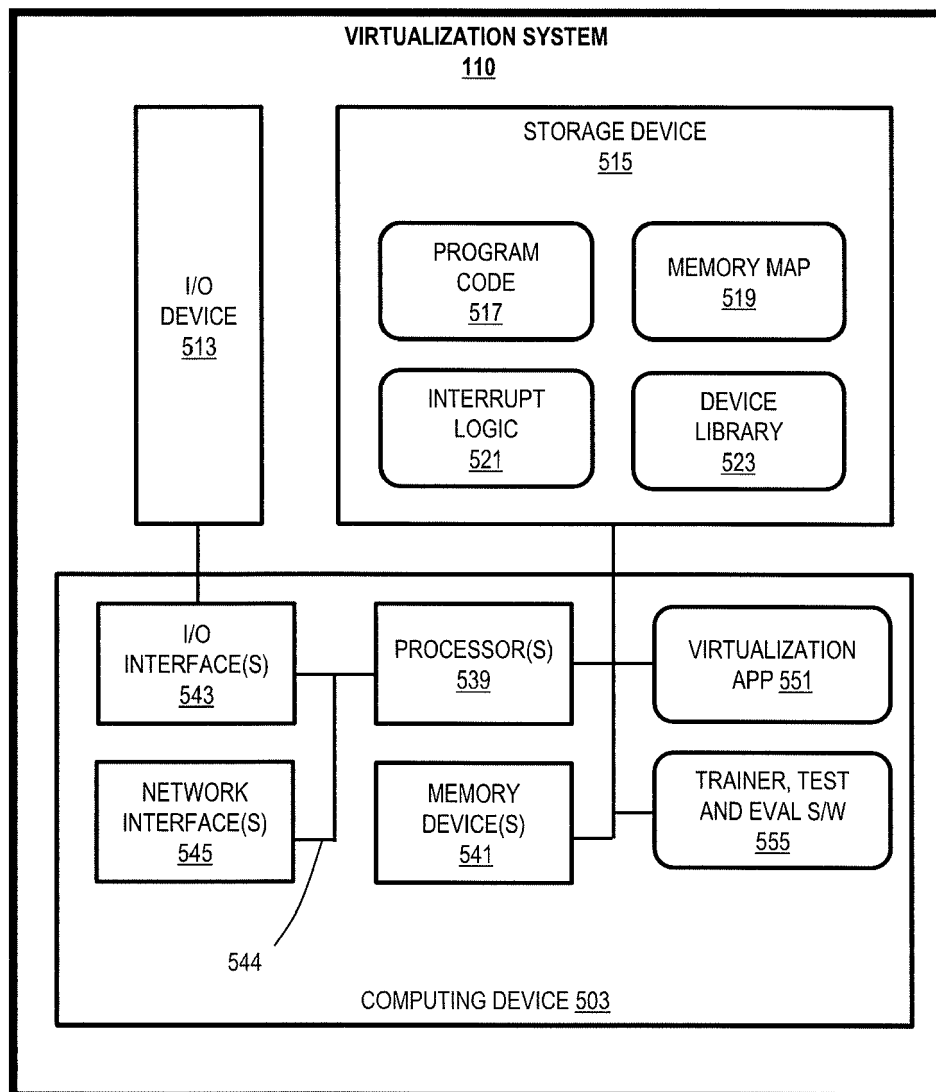 VIRTUALIZATION SYSTEM
110
I/O
DEVICE
513
STORAGE DEVICE
515
PROGRAM
CODE
517
MEMORY MAP
519
INTERRUPT
LOGIC
521
DEVICE
LIBRARY
523
I/O
INTERFACE(S)
543
PROCESSOR(S)
539
VIRTUALIZATION
APP 551
NETWORK
INTERFACE(S)
545
MEMORY
DEVICE(S)
541
TRAINER, TEST
AND EVAL S/W
555
544
COMPUTING DEVICE 503